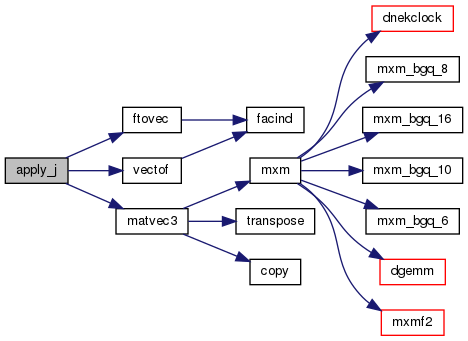 apply_j
ftovec
vectof
matvec3
facind
mxm
transpose
copy
dnekclock
mxm_bgq_8
mxm_bgq_16
mxm_bgq_10
mxm_bgq_6
dgemm
mxmf2